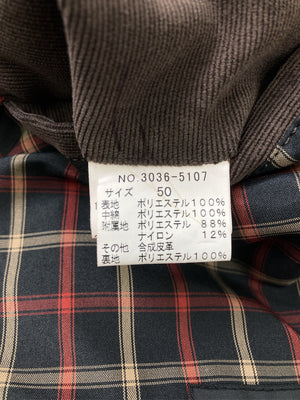 NO.3036-5107
サイズ 50
表地 ポリエステル100%
中綿 ポリエステル100%
附属地 ポリエステル 88%
ナイロン 12%
その他 合成皮革
裏地 ポリエステル100%